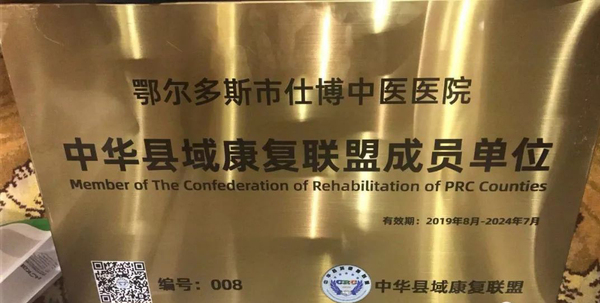 鄂尔多斯市仕博中医医院
中华县域康复联盟成员单位
Member of The Confederation of Rehabilitation of PRC Counties
有效期：2019年8月-2024年7月
编号：008
中华县域康复联盟